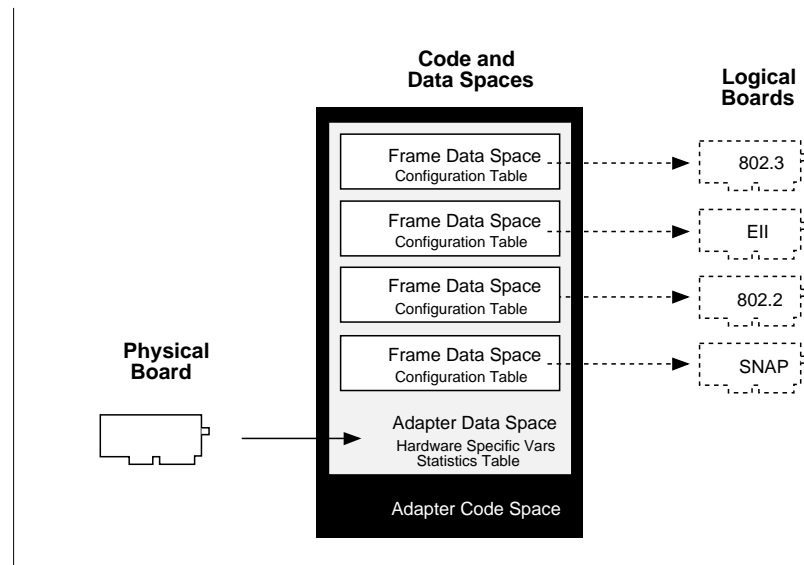 Code and
Data Spaces
Logical
Boards
Frame Data Space
Configuration Table
802.3
Frame Data Space
Configuration Table
EII
Frame Data Space
Configuration Table
802.2
Frame Data Space
Configuration Table
SNAP
Physical
Board
Adapter Data Space
Hardware Specific Vars
Statistics Table
Adapter Code Space